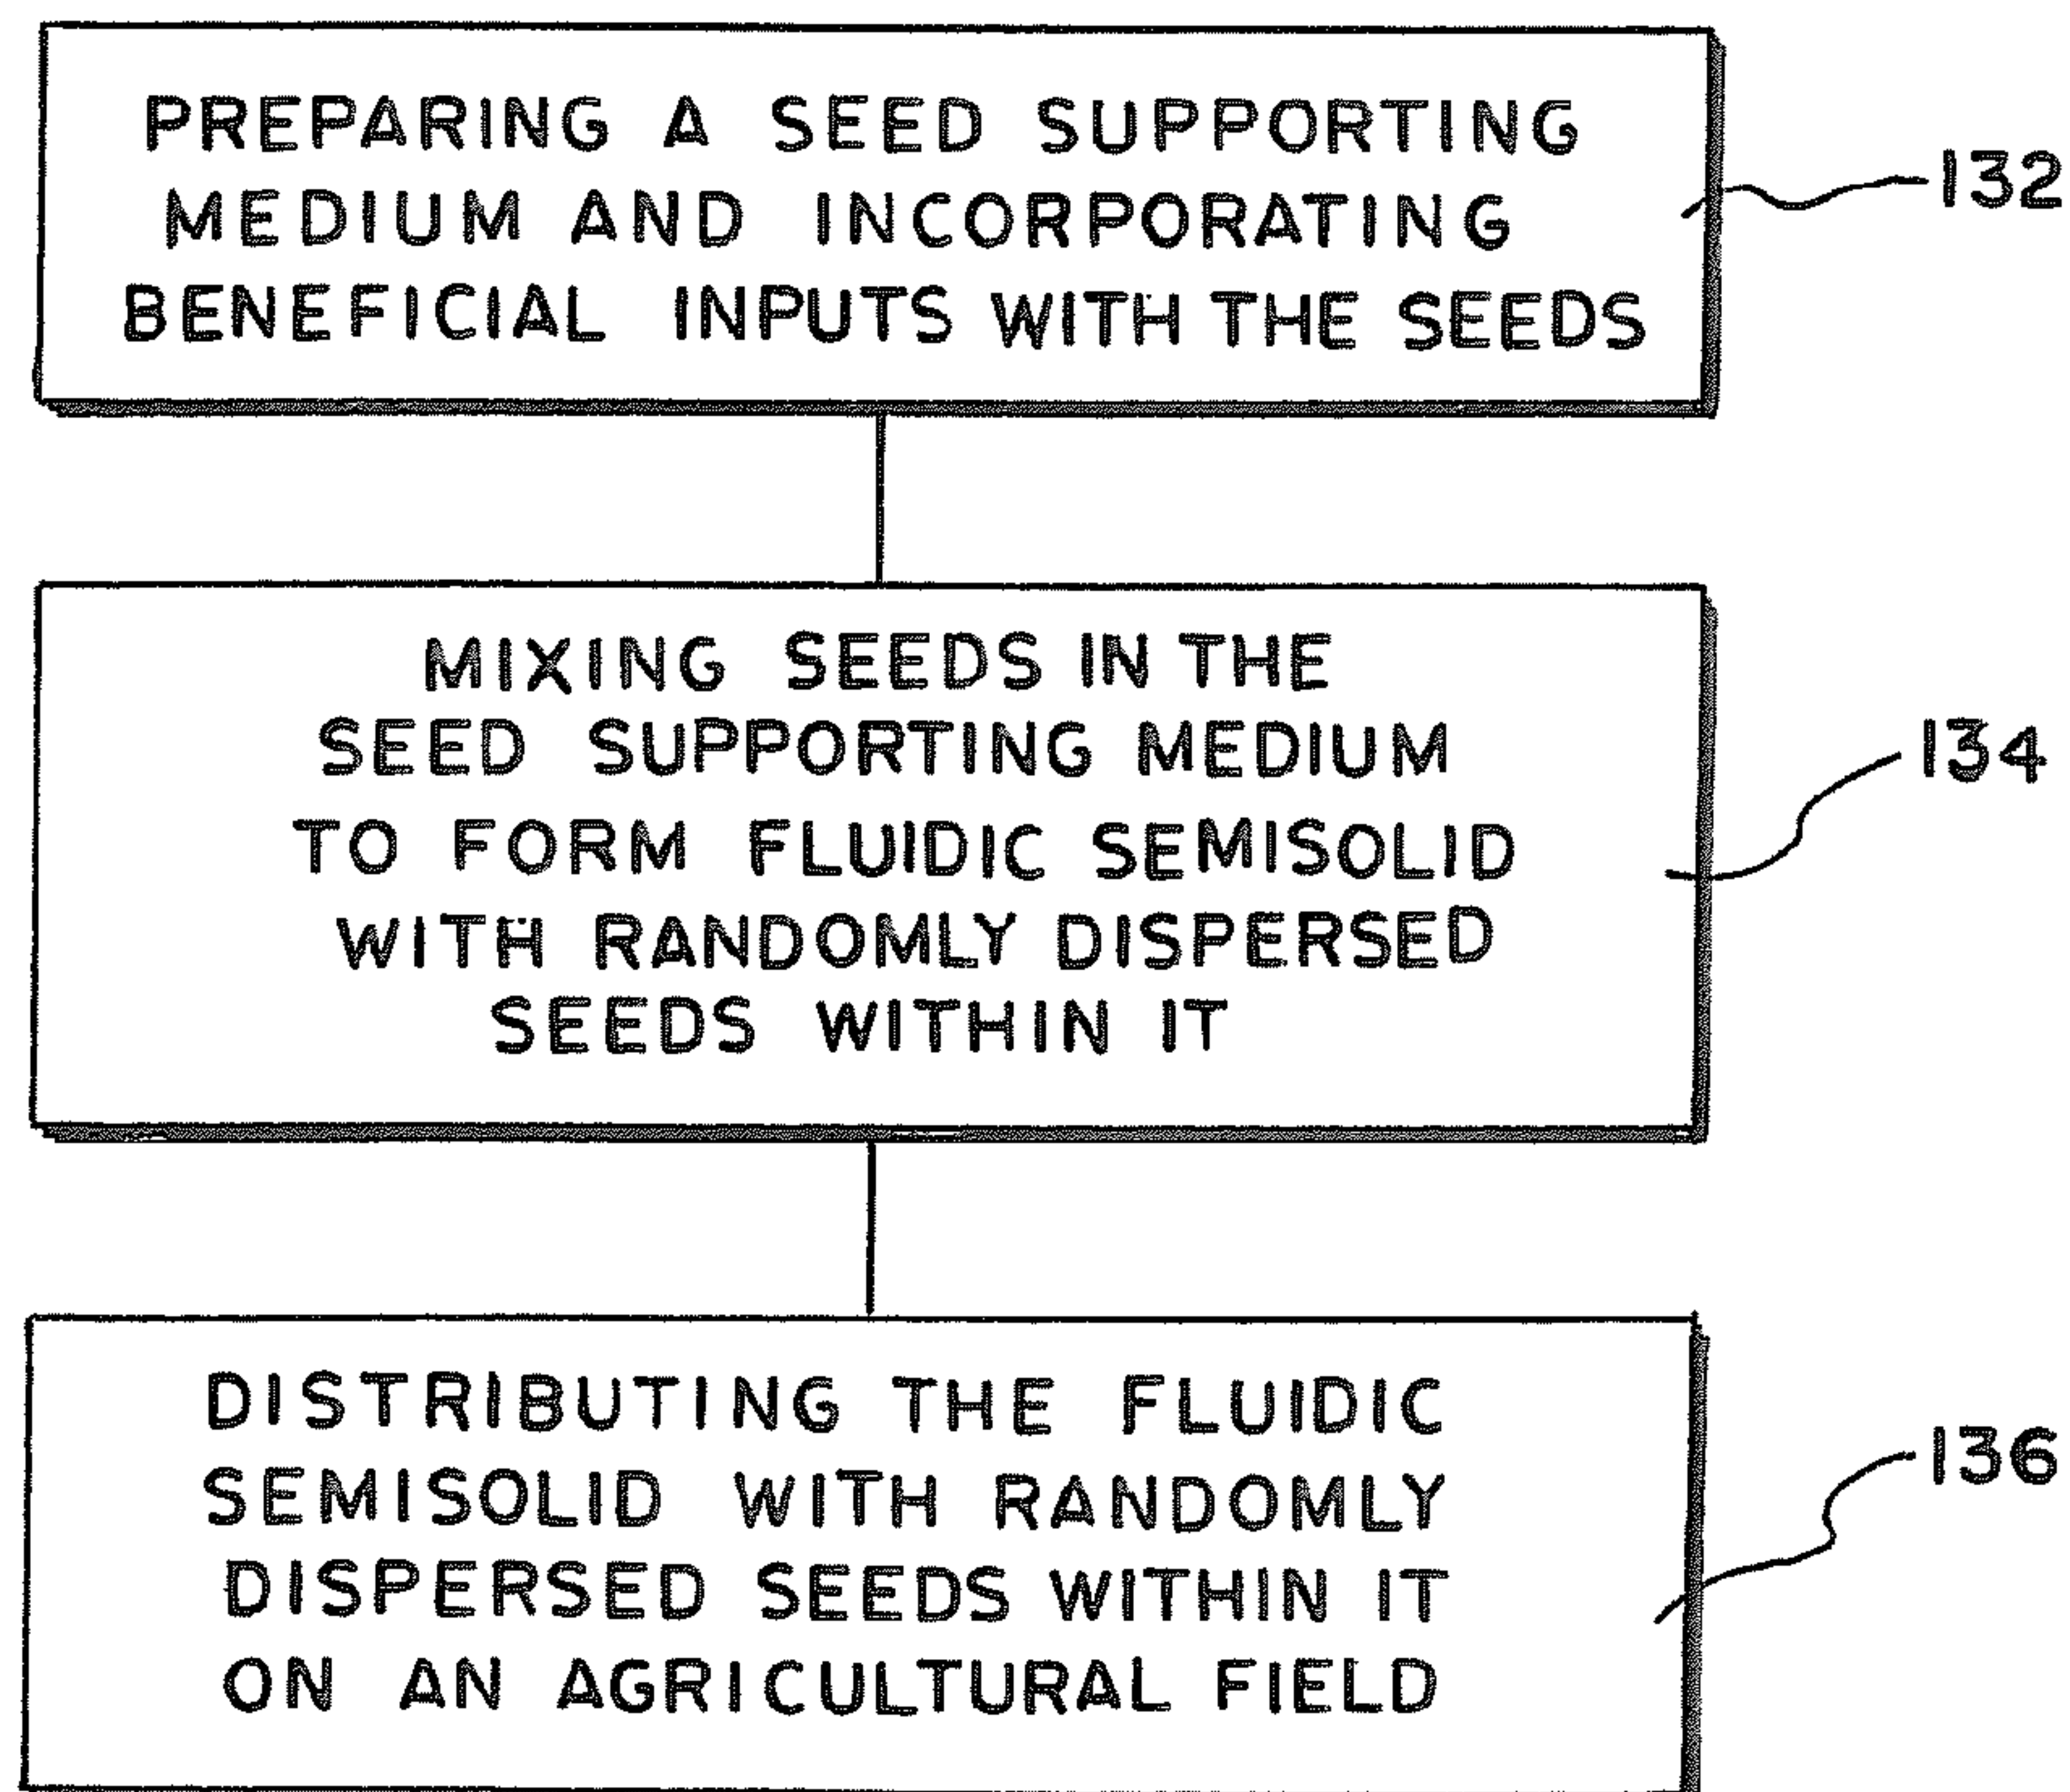 PREPARING A SEED SUPPORTING
MEDIUM AND INCORPORATING
BENEFICIAL INPUTS WITH THE SEEDS
132
MIXING SEEDS IN THE
SEED SUPPORTING MEDIUM
TO FORM FLUIDIC SEMISOLID
WITH RANDOMLY DISPERSED
SEEDS WITHIN IT
134
DISTRIBUTING THE FLUIDIC
SEMISOLID WITH RANDOMLY
DISPERSED SEEDS WITHIN IT
ON AN AGRICULTURAL FIELD
136